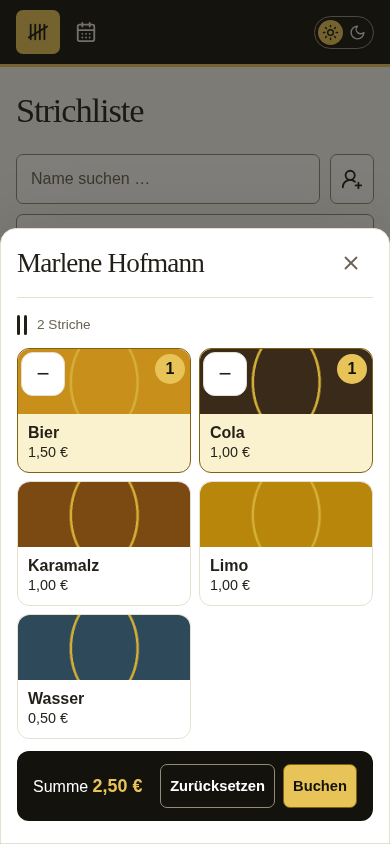 Strichliste
Name suchen …
Marlene Hofmann
2 Striche
− 1
− 1
Bier
1,50 €
Cola
1,00 €
Karamalz
1,00 €
Limo
1,00 €
Wasser
0,50 €
Summe 2,50 € Zurücksetzen Buchen